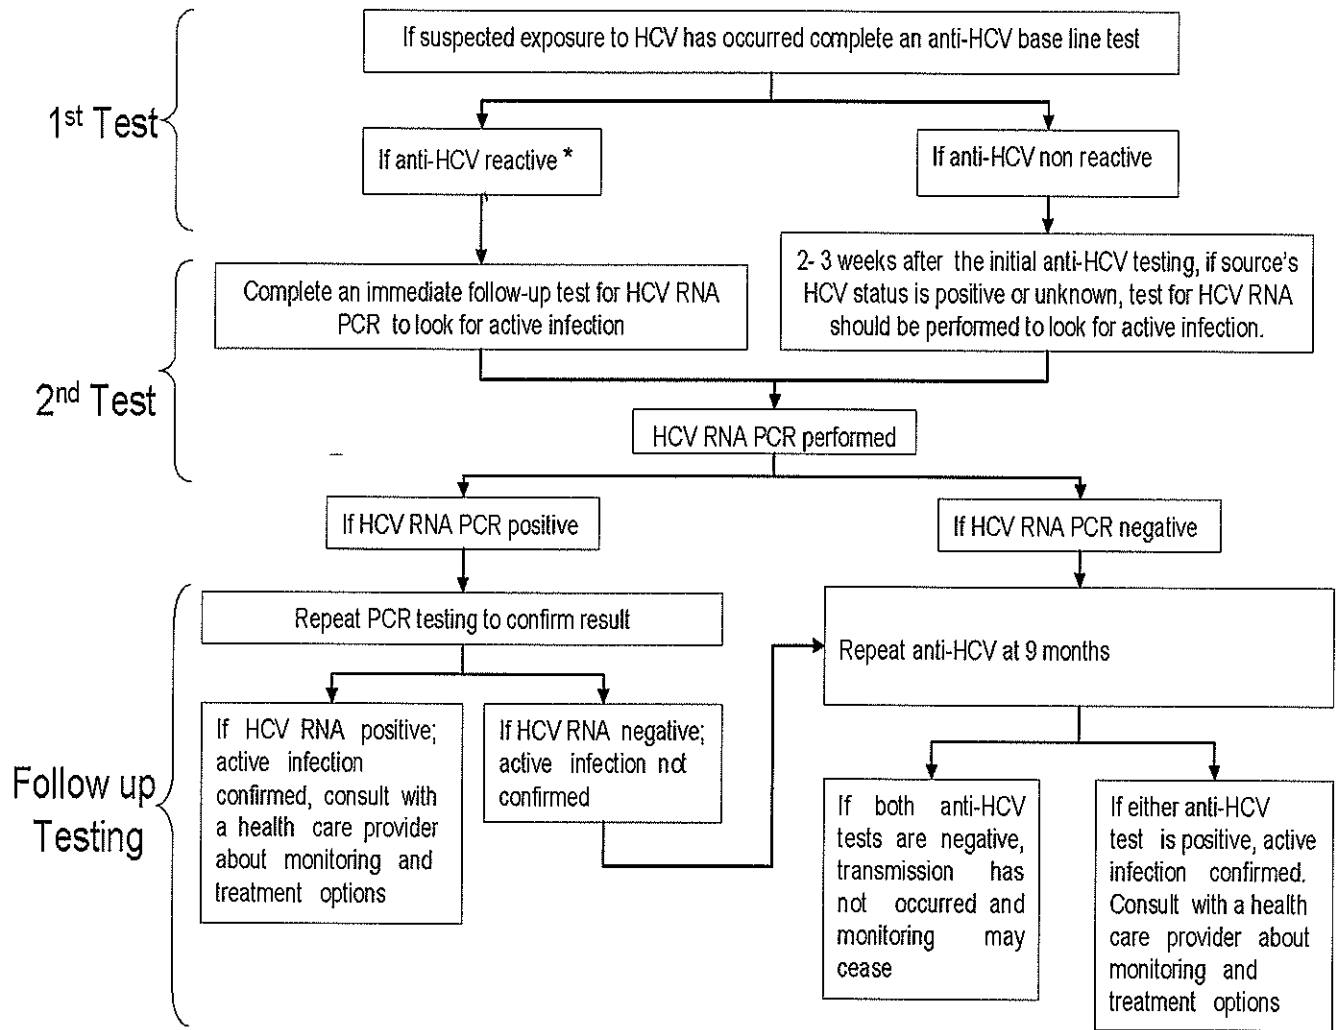 If suspected exposure to HCV has occurred complete an anti-HCV base line test
1st Test
If anti-HCV reactive *
If anti-HCV non reactive
2- 3 weeks after the initial anti-HCV testing, if source's
HCV status is positive or unknown, test for HCV RNA
should be performed to look for active infection.
Complete an immediate follow-up test for HCV RNA
PCR to look for active infection
2nd Test
HCV RNA PCR performed
If HCV RNA PCR positive
If HCV RNA PCR negative
Repeat PCR testing to confirm result
Repeat anti-HCV at 9 months
Follow up
Testing
If HCV RNA positive;
active infection
confirmed, consult with
a health care provider
about monitoring and
treatment options
If HCV RNA negative;
active infection not
confirmed
If both anti-HCV
tests are negative,
transmission has
not occurred and
monitoring may
cease
If either anti-HCV
test is positive, active
infection confirmed.
Consult with a health
care provider about
monitoring and
treatment options